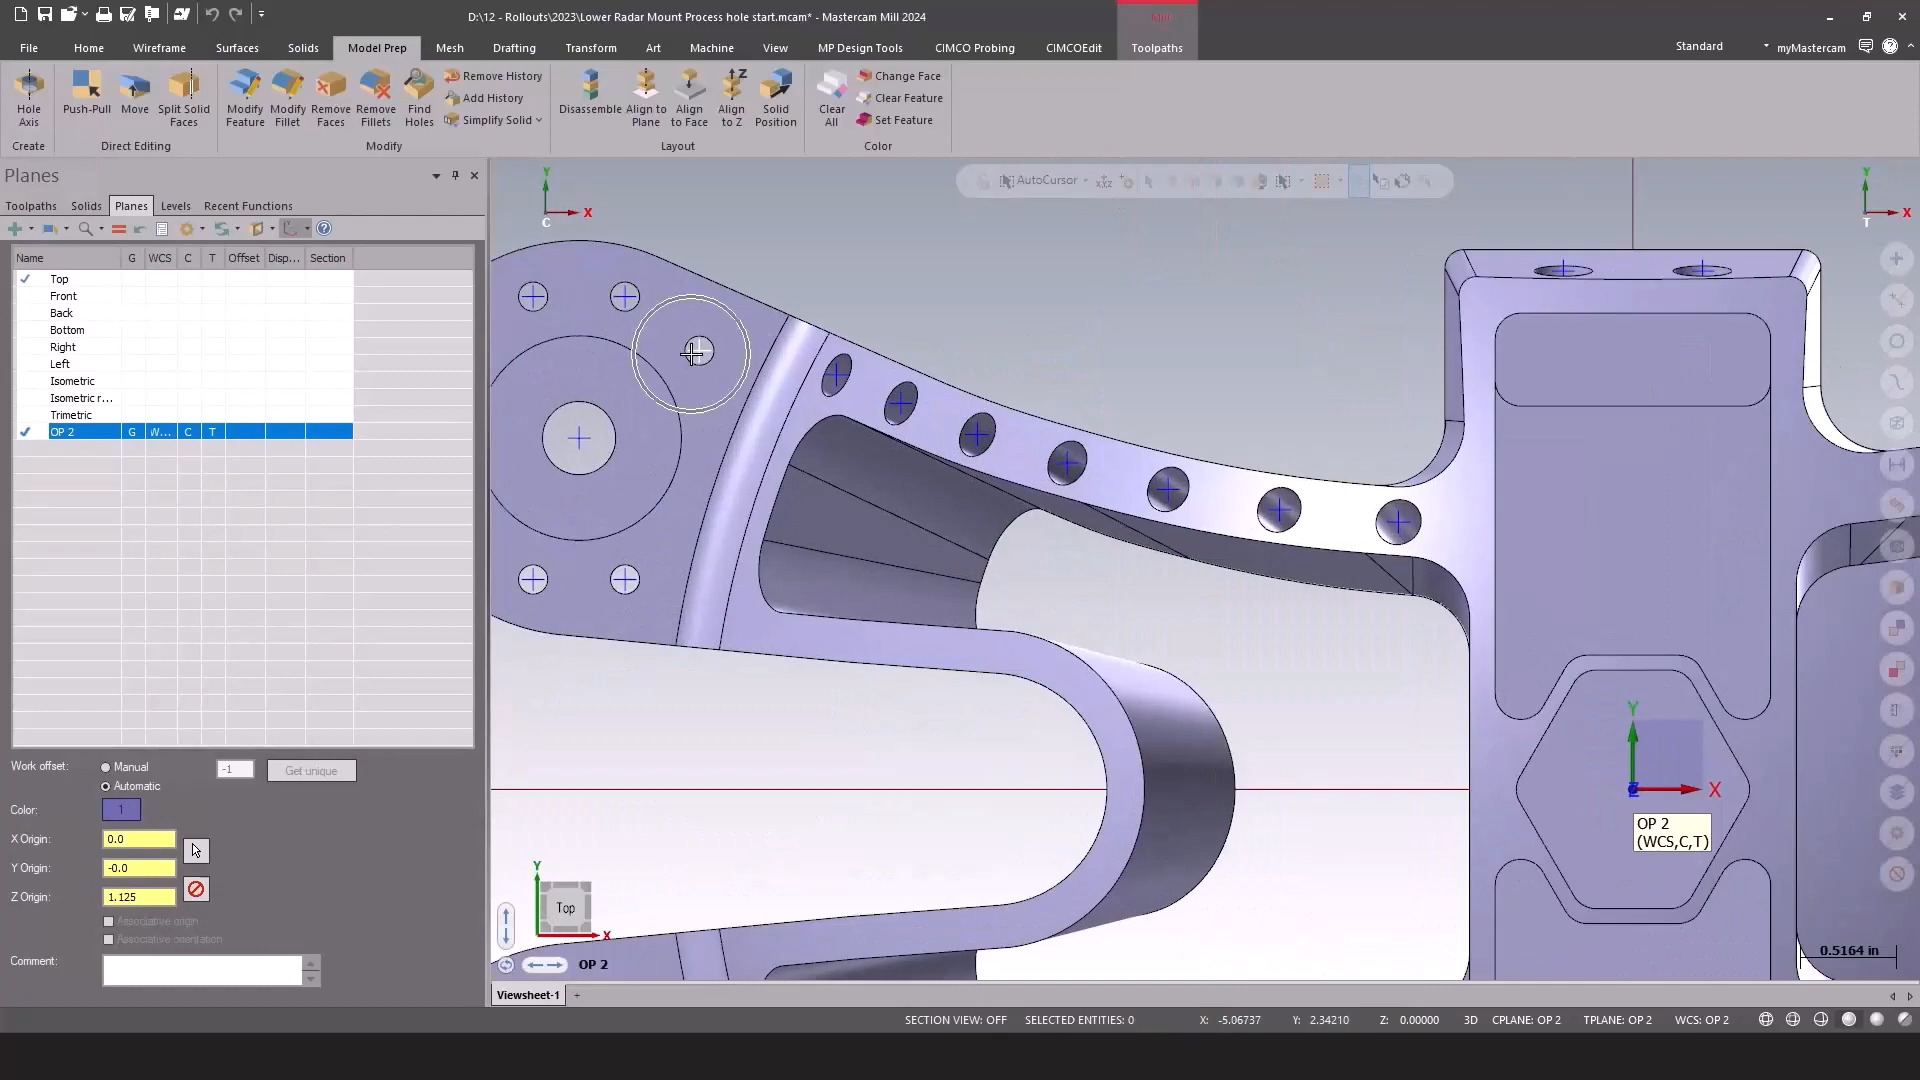 D:\12 - Rollouts\2023\Lower Radar Mount Process hole start.mcam* - Mastercam Mill 2024
Mill
File Home Wireframe Surfaces Solids Model Prep Mesh Drafting Transform Art Machine View MP Design Tools CIMCO Probing CIMCOEdit Toolpaths
Standard myMastercam
Hole Axis
Push-Pull
Move
Split Solid Faces
Modify Feature
Modify Fillet
Remove Faces
Remove Fillets
Find Holes
Remove History
Add History
Simplify Solid
Disassemble
Align to Plane
Align to Face
Align to Z
Solid Position
Clear All
Change Face
Clear Feature
Set Feature
Create Direct Editing Modify Layout Color
Planes
Toolpaths Solids Planes Levels Recent Functions
Name G WCS C T Offset Disp... Section
Top
Front
Back
Bottom
Right
Left
Isometric
Isometric r...
Trimetric
OP 2 G W... C T
Work offset: Manual -1 Get unique
Automatic
Color: 1
X Origin: 0.0
Y Origin: -0.0
Z Origin: 1.125
Associative origin
Associative orientation
Comment:
AutoCursor
Y X C
Y X T
Y Z X
OP 2
(WCS,C,T)
Y Top X
OP 2
0.5164 in
Viewsheet-1 +
SECTION VIEW: OFF SELECTED ENTITIES: 0 X: -5.06737 Y: 2.34210 Z: 0.00000 3D CPLANE: OP 2 TPLANE: OP 2 WCS: OP 2